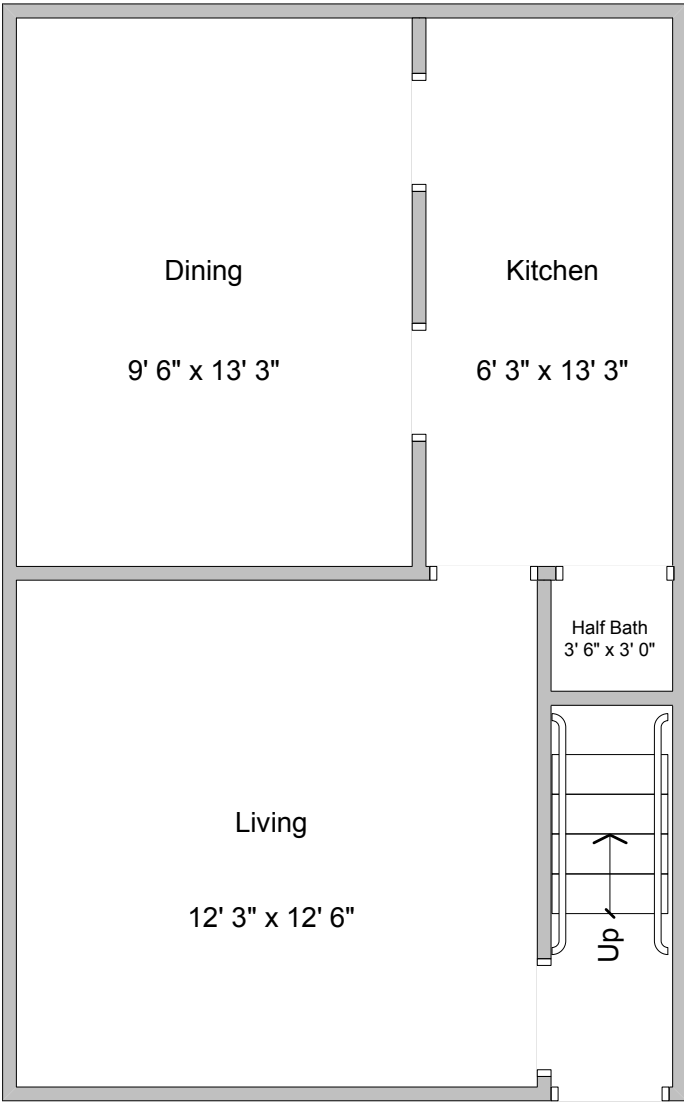 Dining
9' 6" x 13' 3"
Kitchen
6' 3" x 13' 3"
Half Bath
3' 6" x 3' 0"
Living
12' 3" x 12' 6"
Up